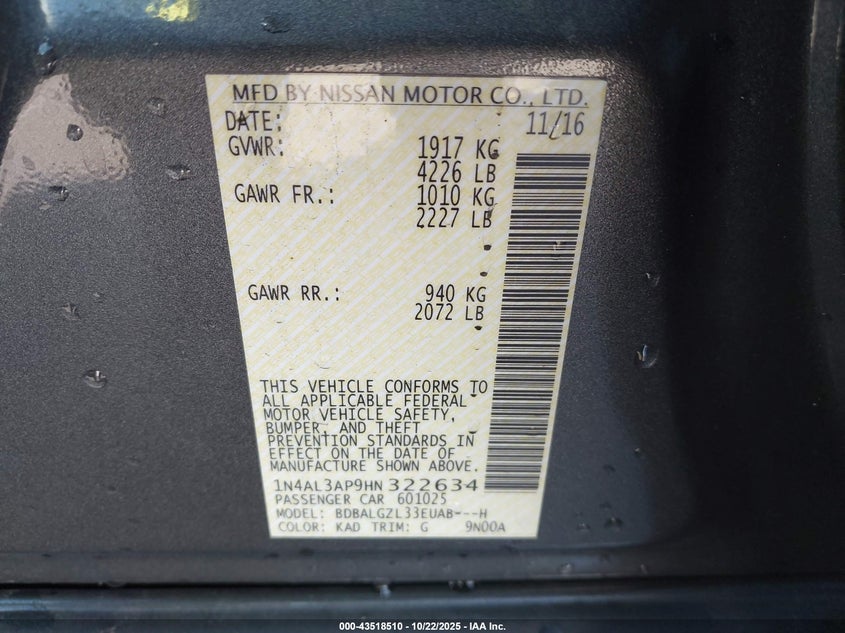 MFD BY NISSAN MOTOR CO., LTD.
DATE: 11/16
GVWR: 1917 KG
4226 LB
GAWR FR.: 1010 KG
2227 LB
GAWR RR.: 940 KG
2072 LB
THIS VEHICLE CONFORMS TO
ALL APPLICABLE FEDERAL
MOTOR VEHICLE SAFETY,
BUMPER, AND THEFT
PREVENTION STANDARDS IN
EFFECT ON THE DATE OF
MANUFACTURE SHOWN ABOVE.
1N4AL3AP9HN 322634
PASSENGER CAR 601025
MODEL: BDBALGZL33EUAB---H
COLOR: KAD TRIM: G 9N00A
000-43518510 - 10/22/2025 - IAA Inc.